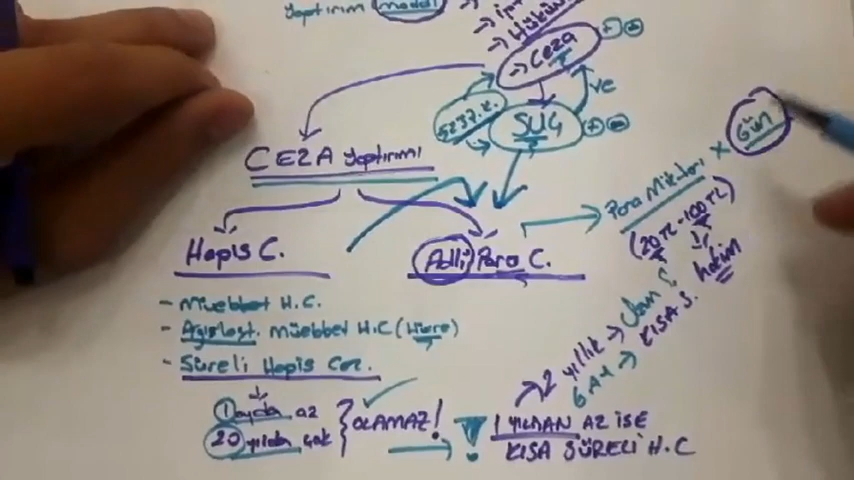 Yaptırım modeli
→ Hüküm
→ Ceza
ve
5237.K.
SUÇ
CEZA yaptırımı
Hapis C.
Adli Para C.
Para Miktarı x Gün
(20 TL - 100 TL)
hakim
- Müebbet H.C.
- Ağırlaşt. müebbet H.C (Hücre)
- Süreli Hapis Cez.
1 aydan az
20 yıldan çok
OLAMAZ!
! 1 YILDAN AZ İSE
KISA SÜRELİ H.C
2 yıllık →
6 AY → KISA S.